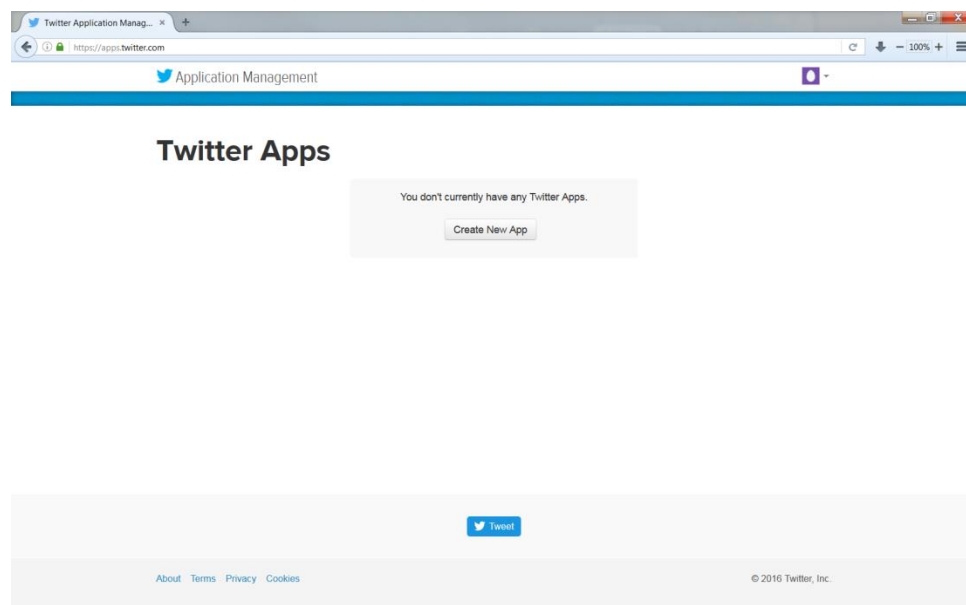 Twitter Application Manag... × +
https://apps.twitter.com
100%
Application Management
Twitter Apps
You don't currently have any Twitter Apps.
Create New App
Tweet
About Terms Privacy Cookies
© 2016 Twitter, Inc.